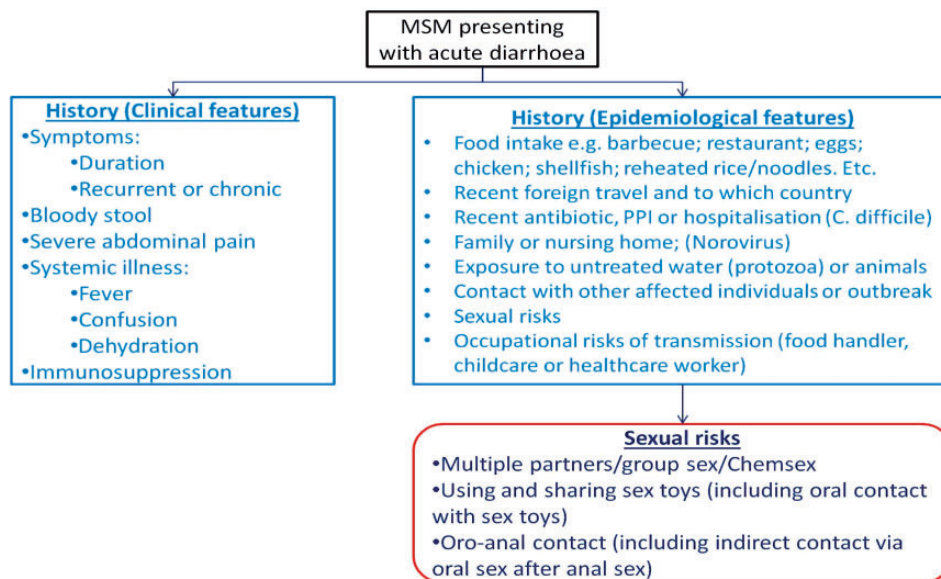 MSM presenting
with acute diarrhoea
History (Clinical features)
•Symptoms:
•Duration
•Recurrent or chronic
•Bloody stool
•Severe abdominal pain
•Systemic illness:
•Fever
•Confusion
•Dehydration
•Immunosuppression
History (Epidemiological features)
• Food intake e.g. barbecue; restaurant; eggs;
chicken; shellfish; reheated rice/noodles. Etc.
• Recent foreign travel and to which country
• Recent antibiotic, PPI or hospitalisation (C. difficile)
• Family or nursing home; (Norovirus)
• Exposure to untreated water (protozoa) or animals
• Contact with other affected individuals or outbreak
• Sexual risks
• Occupational risks of transmission (food handler,
childcare or healthcare worker)
Sexual risks
•Multiple partners/group sex/Chemsex
•Using and sharing sex toys (including oral contact
with sex toys)
•Oro-anal contact (including indirect contact via
oral sex after anal sex)